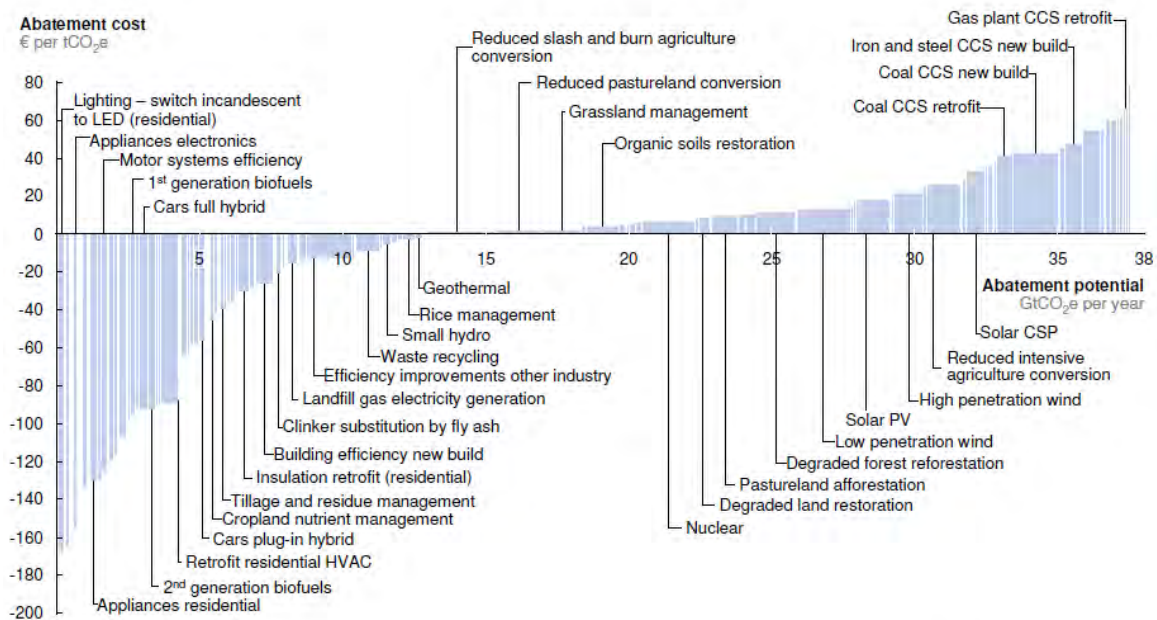 Abatement cost
€ per tCO₂e
Gas plant CCS retrofit
Reduced slash and burn agriculture
conversion
Iron and steel CCS new build
Coal CCS new build
Reduced pastureland conversion
Coal CCS retrofit
Grassland management
Organic soils restoration
Lighting – switch incandescent
to LED (residential)
Appliances electronics
Motor systems efficiency
1st generation biofuels
Cars full hybrid
80
60
40
20
0
-20
-40
-60
-80
-100
-120
-140
-160
-180
-200
5
10
15
20
25
30
35
38
Abatement potential
GtCO₂e per year
Geothermal
Rice management
Small hydro
Waste recycling
Efficiency improvements other industry
Landfill gas electricity generation
Clinker substitution by fly ash
Building efficiency new build
Insulation retrofit (residential)
Tillage and residue management
Cropland nutrient management
Cars plug-in hybrid
Retrofit residential HVAC
2nd generation biofuels
Appliances residential
Solar CSP
Reduced intensive
agriculture conversion
High penetration wind
Solar PV
Low penetration wind
Degraded forest reforestation
Pastureland afforestation
Degraded land restoration
Nuclear